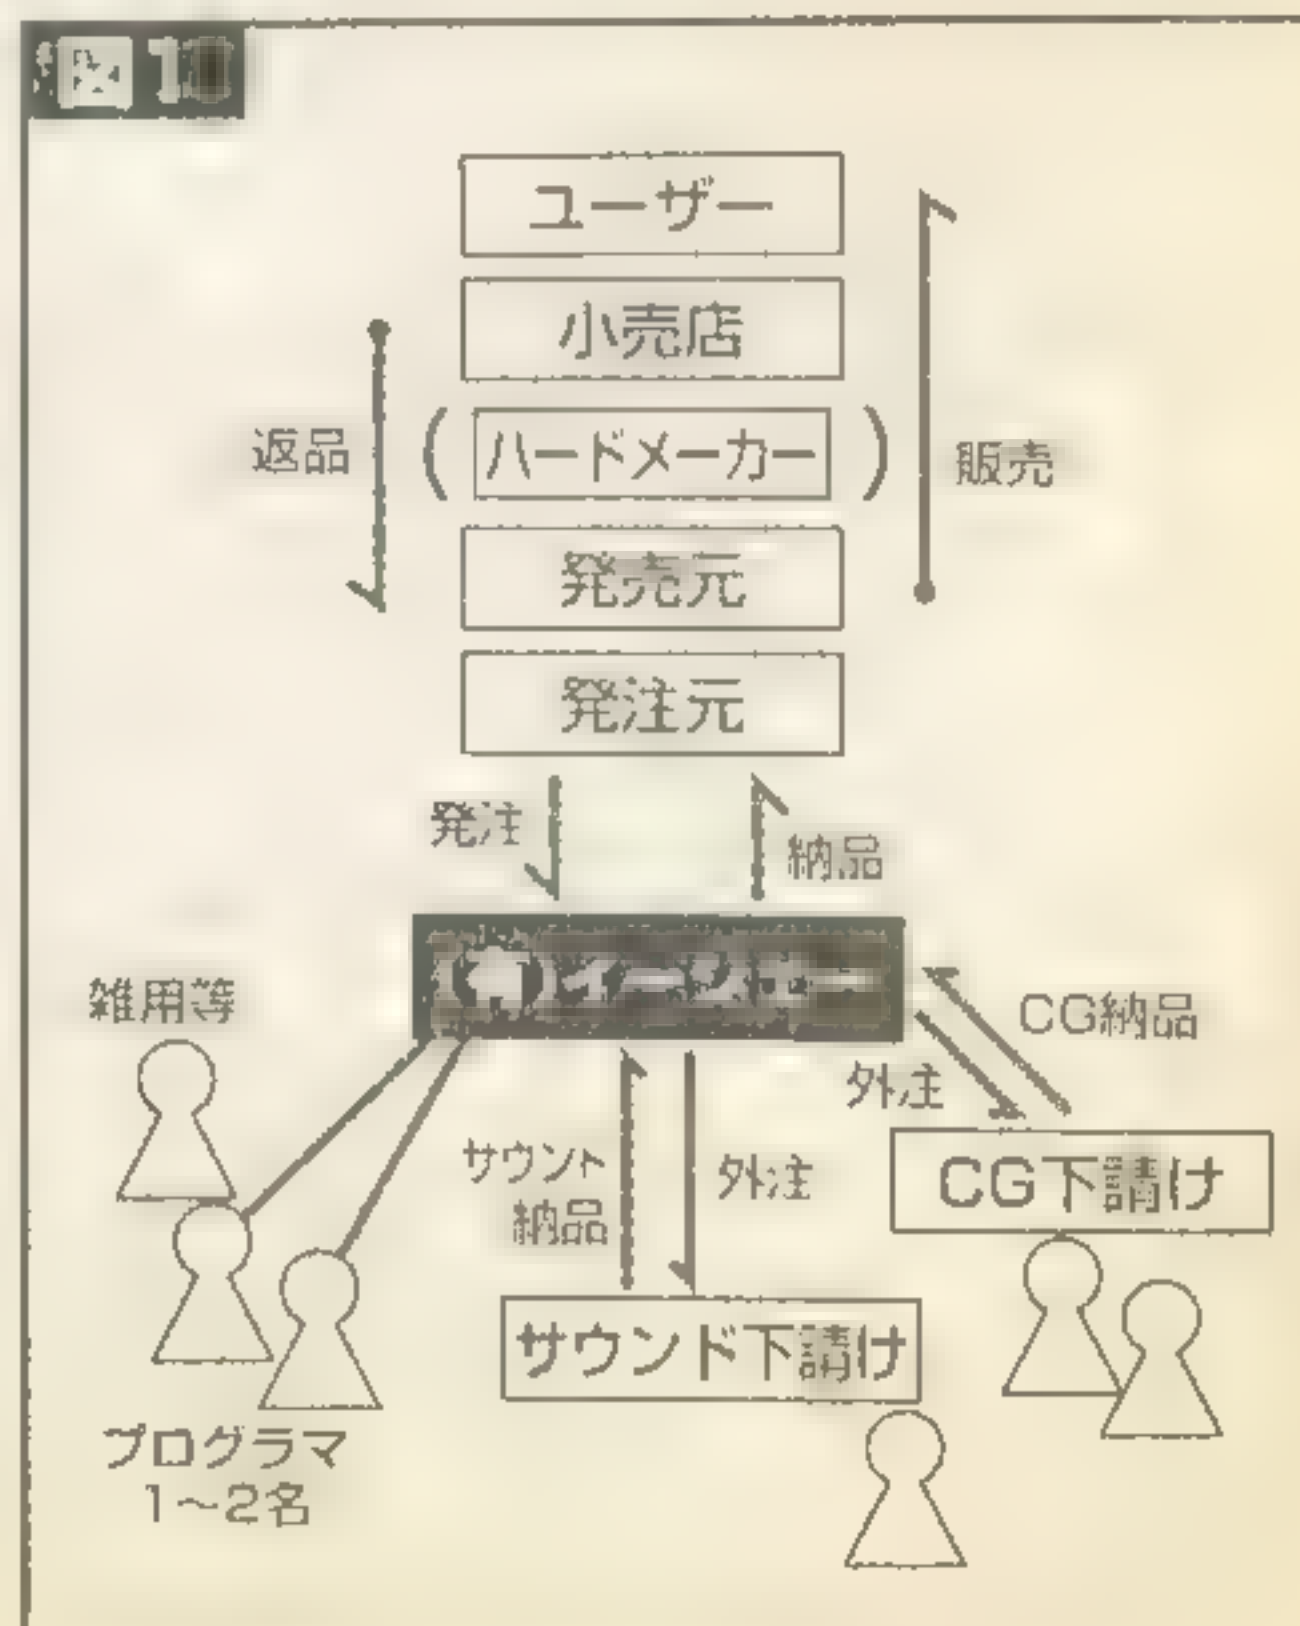 図1
ユーザー
小売店
返品
(ハードメーカー)
販売
発売元
発注元
発注
納品
雑用等
CG納品
外注
サウンド
納品
外注
CG下請け
サウンド下請け
プログラマ
1〜2名